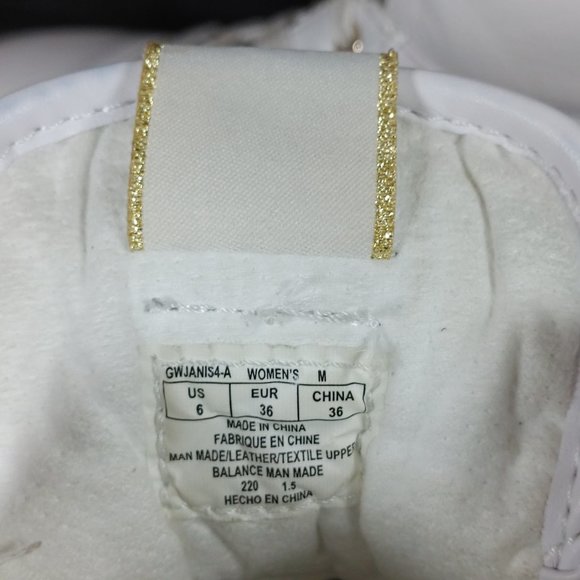 GWJANIS4-A WOMEN'S M
US EUR CHINA
6 36 36
MADE IN CHINA
FABRIQUE EN CHINE
MAN MADE/LEATHER/TEXTILE UPPER
BALANCE MAN MADE
220 1.5
HECHO EN CHINA